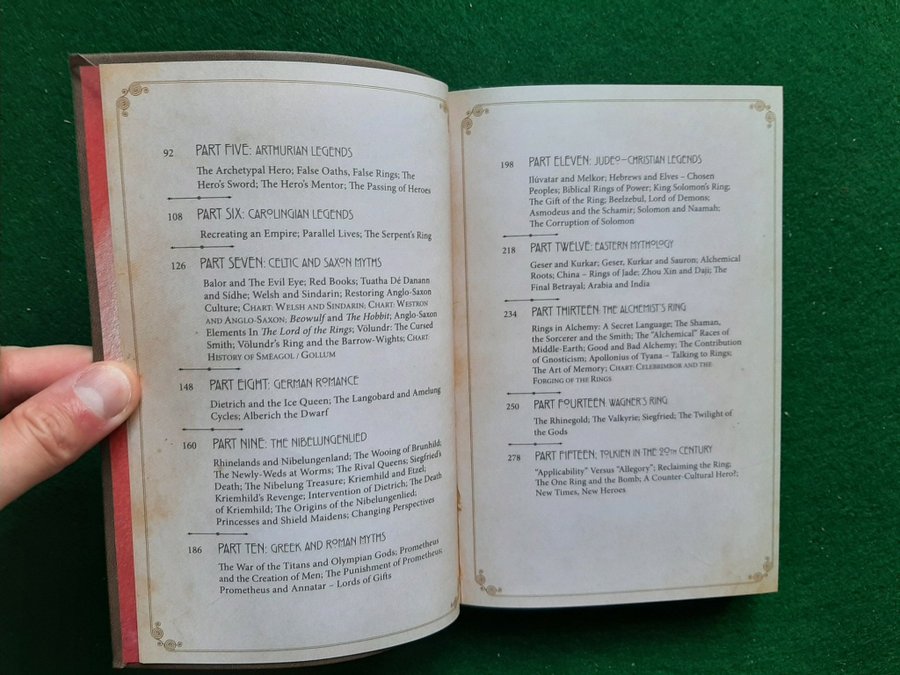 92 PART FIVE: ARTHURIAN LEGENDS
The Archetypal Hero; False Oaths, False Rings; The
Hero's Sword; The Hero's Mentor; The Passing of Heroes
108 PART SIX: CAROLINGIAN LEGENDS
Recreating an Empire; Parallel Lives; The Serpent's Ring
126 PART SEVEN: CELTIC AND SAXON MYTHS
Balor and The Evil Eye; Red Books; Tuatha Dé Danann
and Sidhe; Welsh and Sindarin; Restoring Anglo-Saxon
Culture; CHART: WELSH AND SINDARIN; CHART: WESTRON
AND ANGLO-SAXON; Beowulf and The Hobbit; Anglo-Saxon
Elements In The Lord of the Rings; Völundr: The Cursed
Smith; Völundr's Ring and the Barrow-Wights; CHART
HISTORY OF SMÉAGOL / GOLLUM
148 PART EIGHT: GERMAN ROMANCE
Dietrich and the Ice Queen; The Langobard and Amelung
Cycles; Alberich the Dwarf
160 PART NINE: THE NIBELUNGENLIED
Rhinelands and Nibelungenland; The Wooing of Brunhild;
The Newly-Weds at Worms; The Rival Queens; Siegfried's
Death; The Nibelung Treasure; Kriemhild and Etzel;
Kriemhild's Revenge; Intervention of Dietrich; The Death
of Kriemhild; The Origins of the Nibelungenlied;
Princesses and Shield Maidens; Changing Perspectives
186 PART TEN: GREEK AND ROMAN MYTHS
The War of the Titans and Olympian Gods; Prometheus
and the Creation of Men; The Punishment of Prometheus;
Prometheus and Annatar – Lords of Gifts
198 PART ELEVEN: JUDEO–CHRISTIAN LEGENDS
Ilúvatar and Melkor; Hebrews and Elves – Chosen
Peoples; Biblical Rings of Power; King Solomon's Ring;
The Gift of the Ring; Beelzebul, Lord of Demons;
Asmodeus and the Schamir; Solomon and Naamah;
The Corruption of Solomon
218 PART TWELVE: EASTERN MYTHOLOGY
Geser and Kurkar; Geser, Kurkar and Sauron; Alchemical
Roots; China – Rings of Jade; Zhou Xin and Daji; The
Final Betrayal; Arabia and India
234 PART THIRTEEN: THE ALCHEMIST'S RING
Rings in Alchemy: A Secret Language; The Shaman,
the Sorcerer and the Smith; The "Alchemical" Races of
Middle-Earth; Good and Bad Alchemy; The Contribution
of Gnosticism; Apollonius of Tyana – Talking to Rings;
The Art of Memory; CHART: CELEBRIMBOR AND THE
FORGING OF THE RINGS
250 PART FOURTEEN: WAGNER'S RING
The Rhinegold; The Valkyrie; Siegfried; The Twilight of
the Gods
278 PART FIFTEEN: TOLKIEN IN THE 20TH CENTURY
"Applicability" Versus "Allegory"; Reclaiming the Ring;
The One Ring and the Bomb; A Counter-Cultural Hero?;
New Times, New Heroes